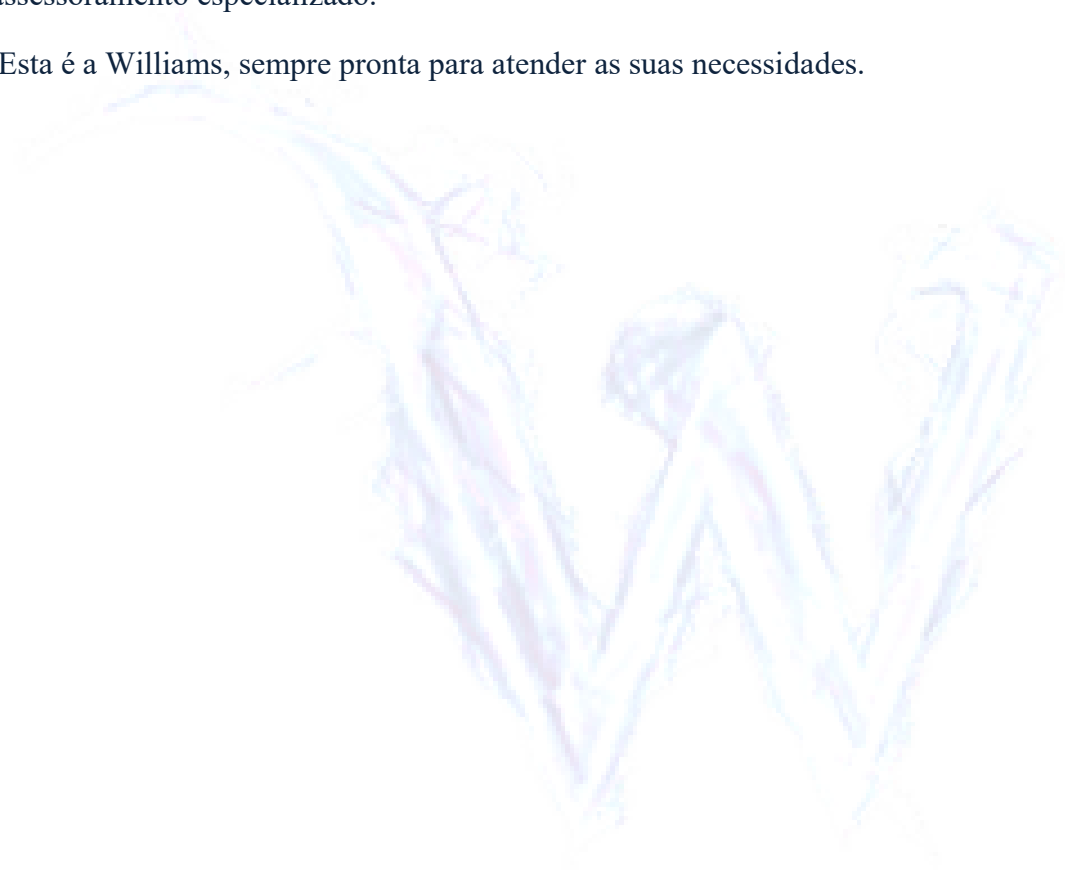 assessoramento especializado.
Esta é a Williams, sempre pronta para atender as suas necessidades.
W